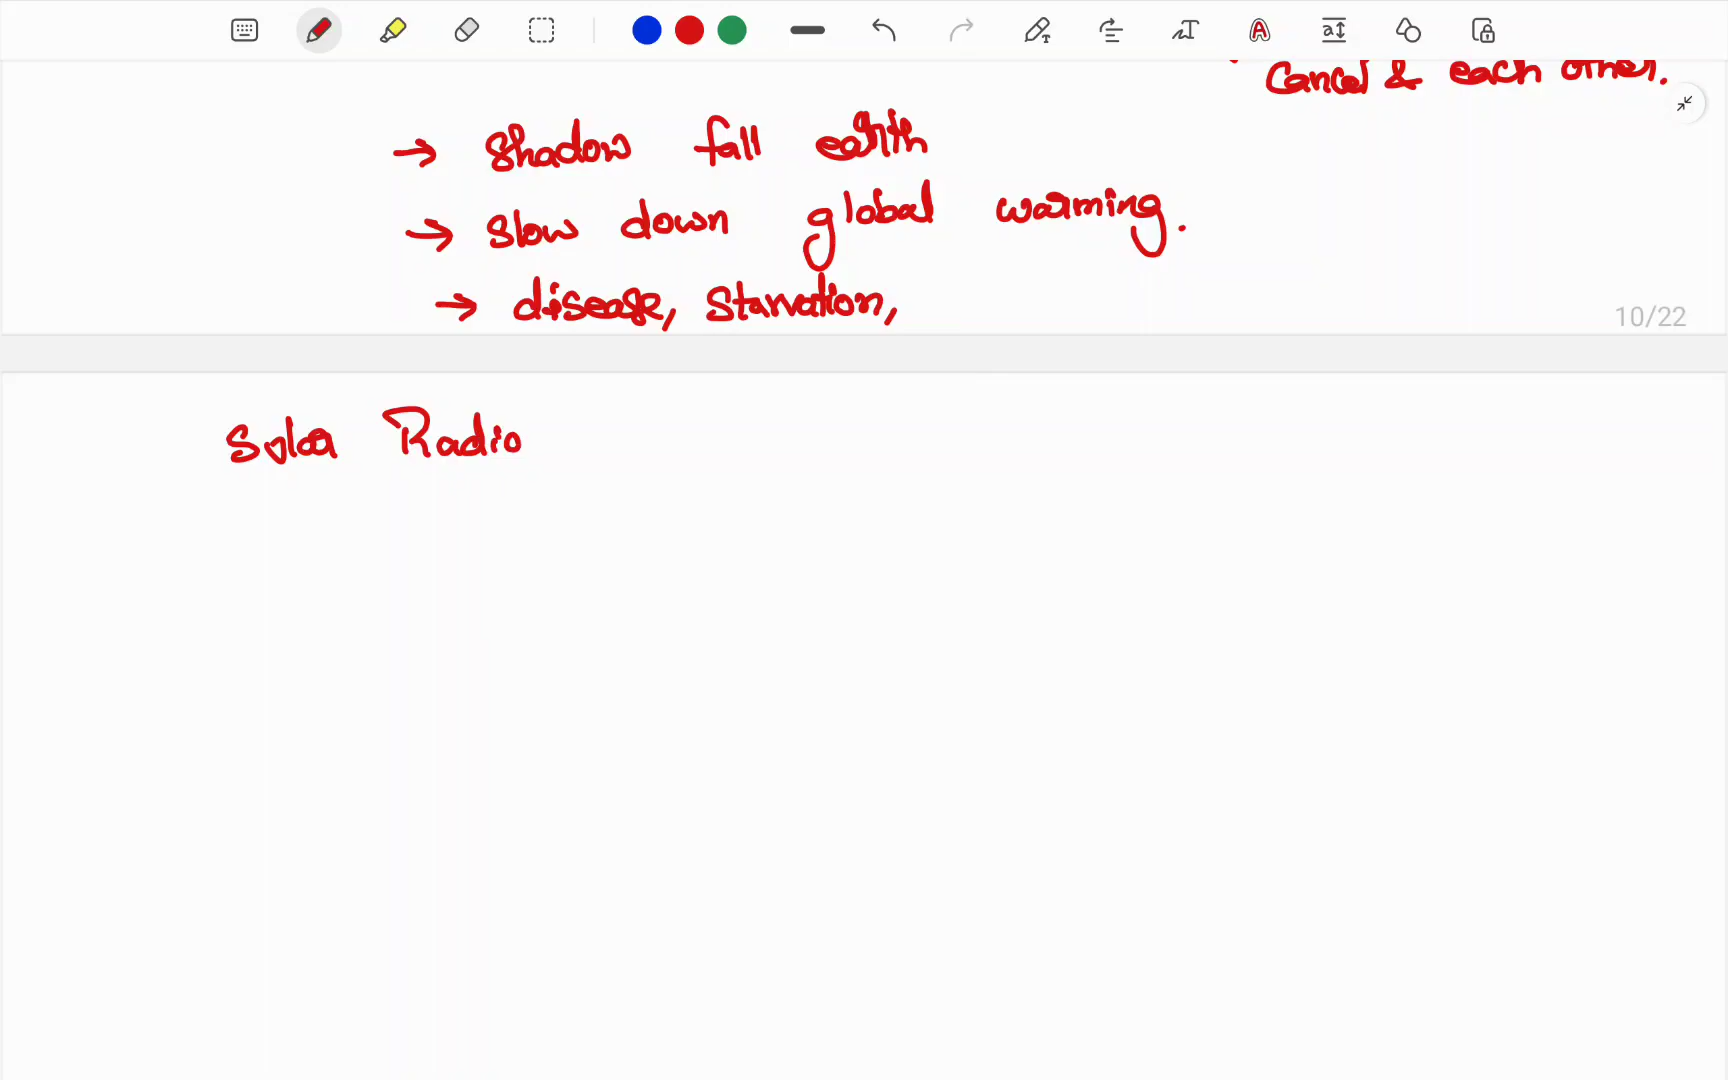 Cancel & each other.
→ shadow fall earth
→ slow down global warming.
→ disease, starvation,
10/22
Solar Radio